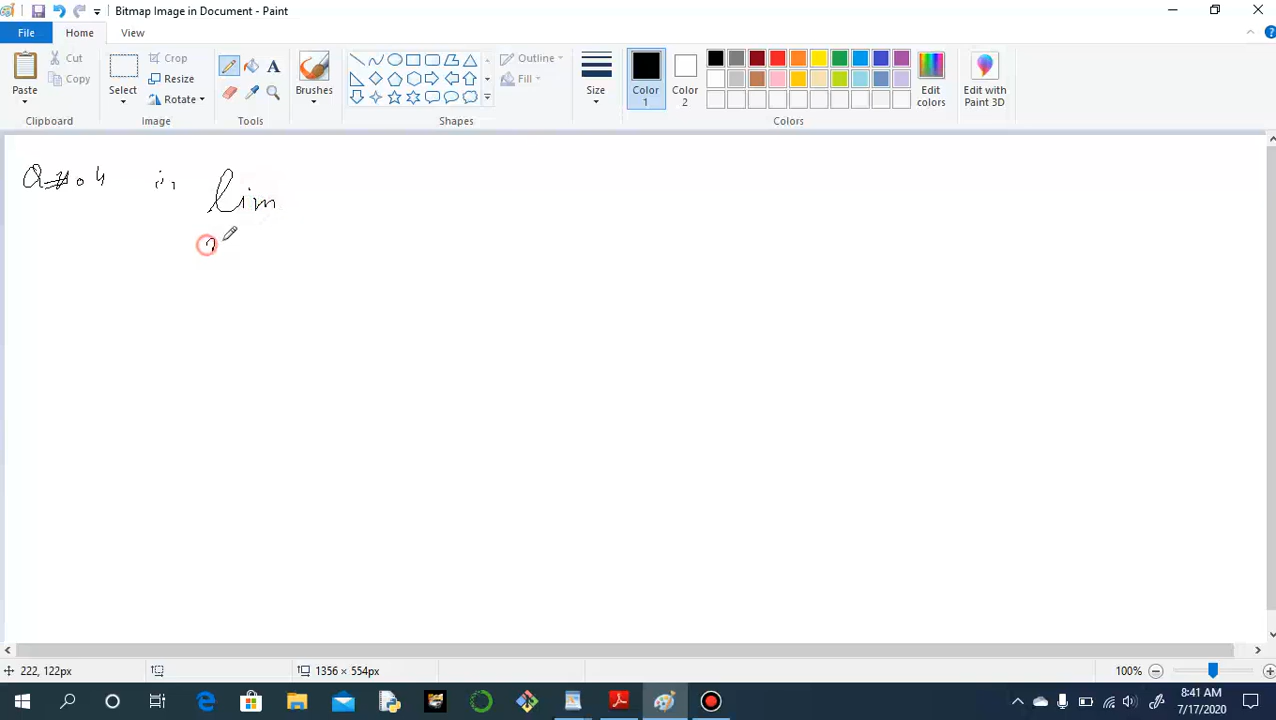 Bitmap Image in Document - Paint
File Home View
Cut Crop Outline
Copy Resize Fill
Paste Select Rotate Brushes Size Color 1 Color 2 Edit colors Edit with Paint 3D
Clipboard Image Tools Shapes Colors
Q#.4 lim
222, 122px 1356 × 554px 100%
8:41 AM
7/17/2020